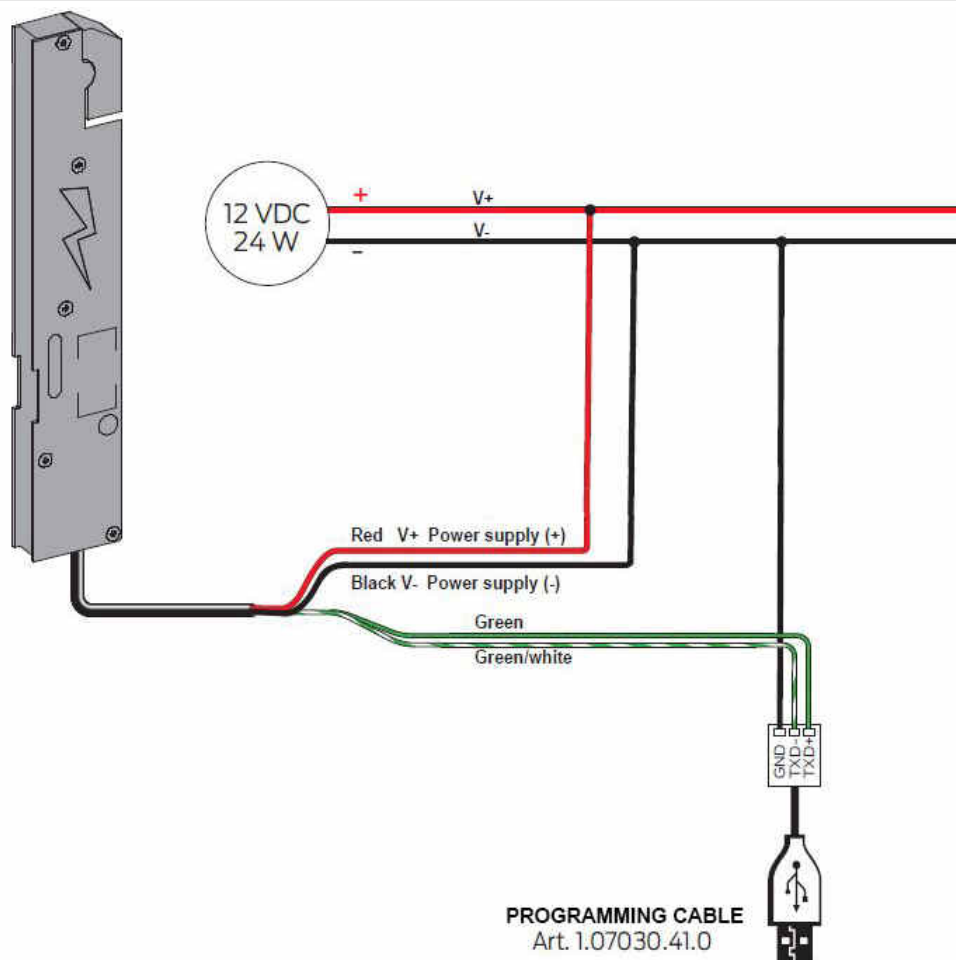 +
V+
12 VDC
24 W
V-
–
Red V+ Power supply (+)
Black V- Power supply (-)
Green
Green/white
GND
TXD-
TXD+
PROGRAMMING CABLE
Art. 1.07030.41.0